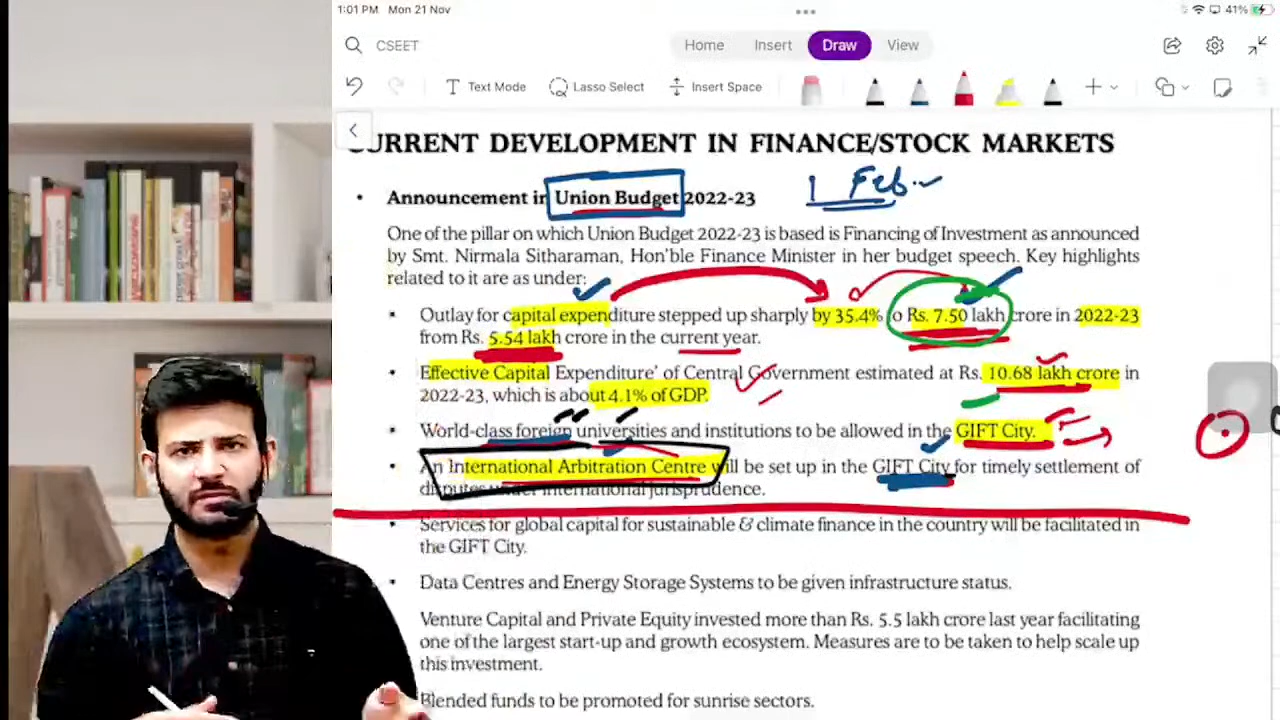 1:01 PM Mon 21 Nov
41%
CSEET
Home Insert Draw View
Text Mode Lasso Select Insert Space
CURRENT DEVELOPMENT IN FINANCE/STOCK MARKETS
• Announcement in Union Budget 2022-23 1 Feb
One of the pillar on which Union Budget 2022-23 is based is Financing of Investment as announced
by Smt. Nirmala Sitharaman, Hon'ble Finance Minister in her budget speech. Key highlights
related to it are as under:
• Outlay for capital expenditure stepped up sharply by 35.4% to Rs. 7.50 lakh crore in 2022-23
from Rs. 5.54 lakh crore in the current year.
• Effective Capital Expenditure' of Central Government estimated at Rs. 10.68 lakh crore in
2022-23, which is about 4.1% of GDP.
• World-class foreign universities and institutions to be allowed in the GIFT City.
• An International Arbitration Centre will be set up in the GIFT City for timely settlement of
disputes under international jurisprudence.
• Services for global capital for sustainable & climate finance in the country will be facilitated in
the GIFT City.
• Data Centres and Energy Storage Systems to be given infrastructure status.
Venture Capital and Private Equity invested more than Rs. 5.5 lakh crore last year facilitating
one of the largest start-up and growth ecosystem. Measures are to be taken to help scale up
this investment.
Blended funds to be promoted for sunrise sectors.